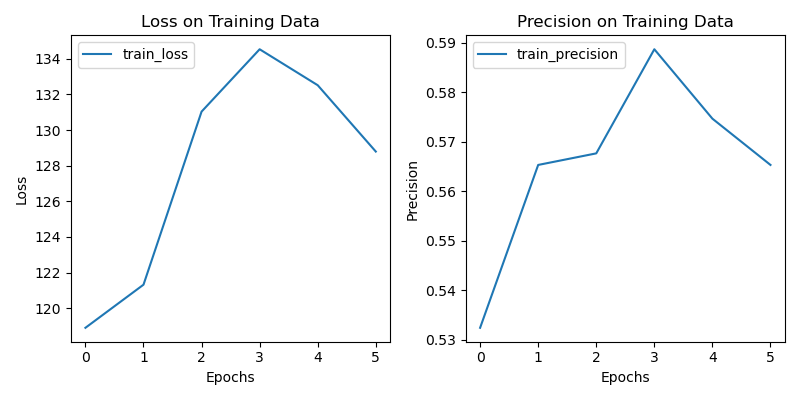 Loss on Training Data
train_loss
134
132
130
128
126
124
122
120
Loss
0 1 2 3 4 5
Epochs
Precision on Training Data
train_precision
0.59
0.58
0.57
0.56
0.55
0.54
0.53
Precision
0 1 2 3 4 5
Epochs